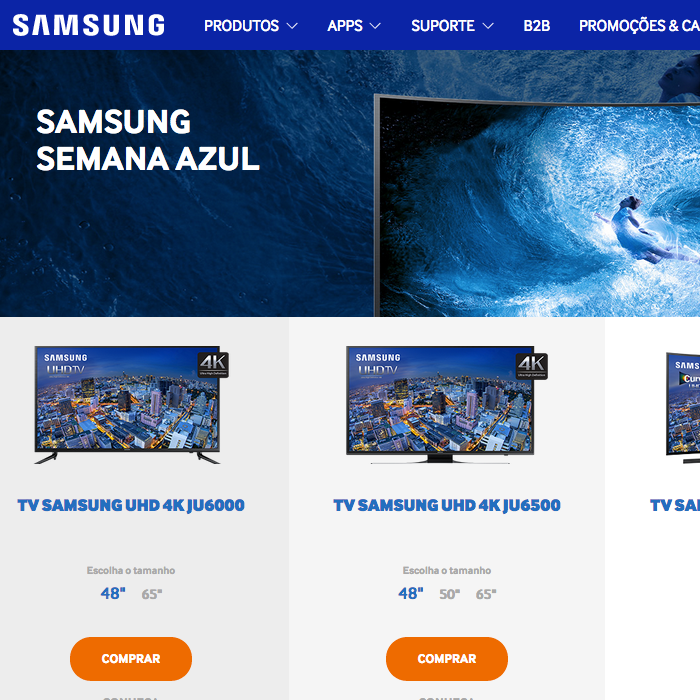 SAMSUNG PRODUTOS APPS SUPORTE B2B PROMOÇÕES & CA
SAMSUNG
SEMANA AZUL
SAMSUNG
UHDTV
4K
SAMSUNG
UHDTV
4K
SAMS
TV SAMSUNG UHD 4K JU6000
TV SAMSUNG UHD 4K JU6500
TV SA
Escolha o tamanho
48" 65"
Escolha o tamanho
48" 50" 65"
COMPRAR
COMPRAR